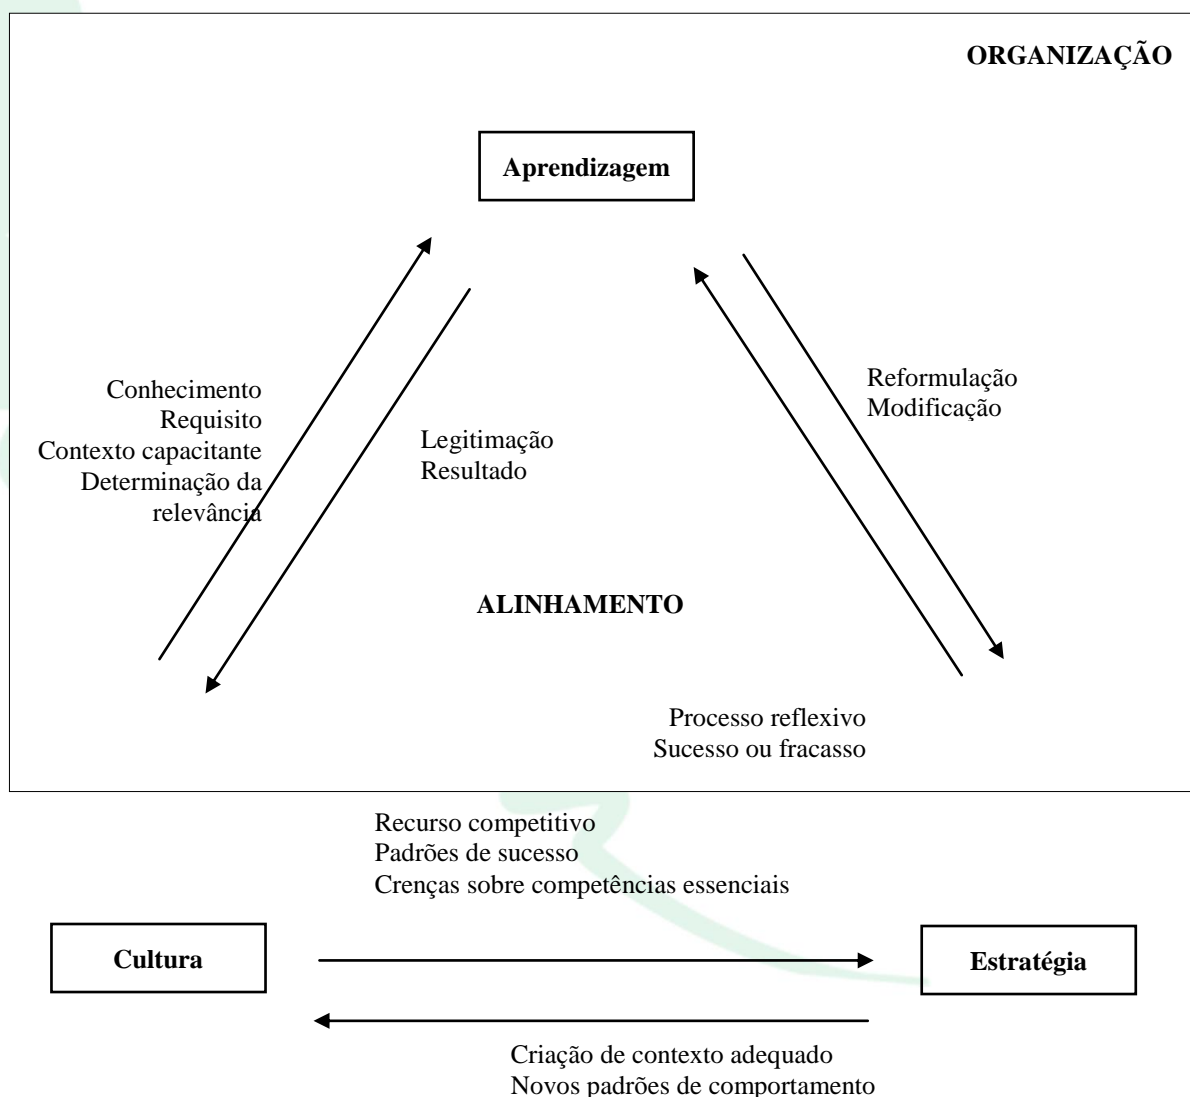 ORGANIZAÇÃO
Aprendizagem
Conhecimento
Requisito
Contexto capacitante
Determinação da
relevância
Legitimação
Resultado
Reformulação
Modificação
ALINHAMENTO
Processo reflexivo
Sucesso ou fracasso
Recurso competitivo
Padrões de sucesso
Crenças sobre competências essenciais
Cultura
Estratégia
Criação de contexto adequado
Novos padrões de comportamento